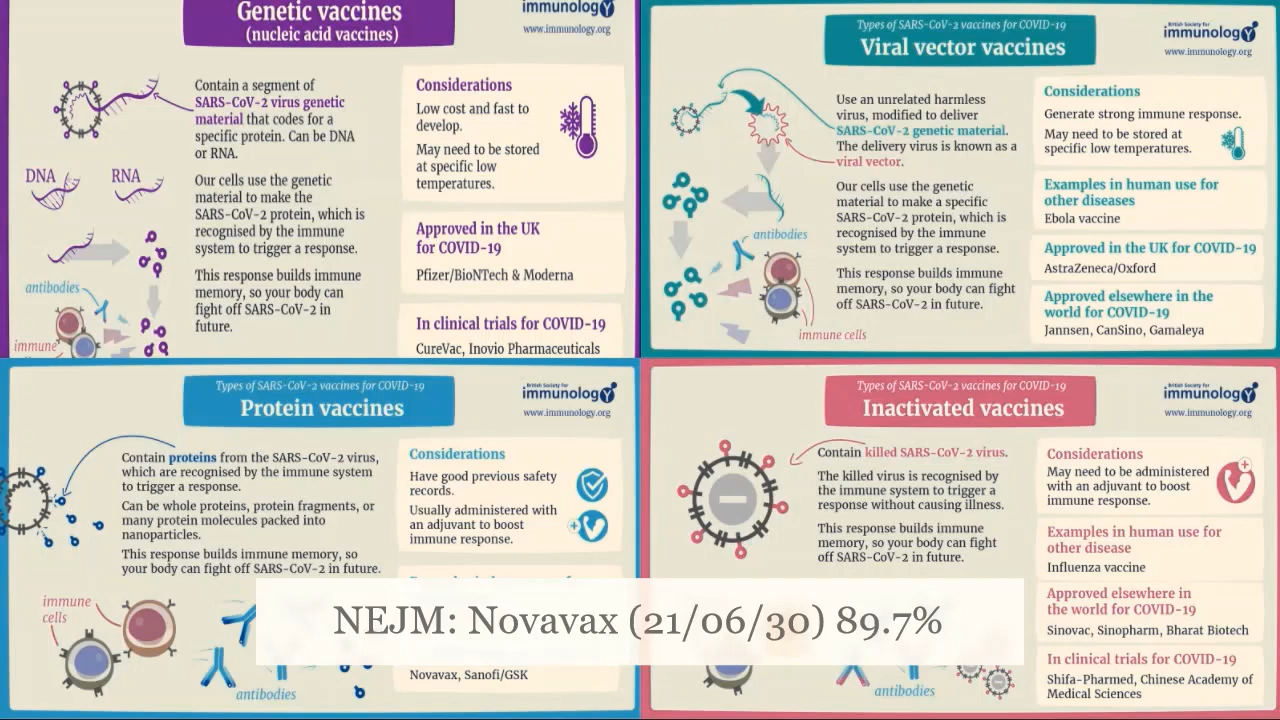 Genetic vaccines
(nucleic acid vaccines)
immunology
www.immunology.org
Contain a segment of
SARS-CoV-2 virus genetic
material that codes for a
specific protein. Can be DNA
or RNA.
DNA
RNA
Our cells use the genetic
material to make the
SARS-CoV-2 protein, which is
recognised by the immune
system to trigger a response.
This response builds immune
memory, so your body can
fight off SARS-CoV-2 in
future.
antibodies
immune
Considerations
Low cost and fast to
develop.
May need to be stored
at specific low
temperatures.
Approved in the UK
for COVID-19
Pfizer/BioNTech & Moderna
In clinical trials for COVID-19
CureVac, Inovio Pharmaceuticals
Types of SARS-CoV-2 vaccines for COVID-19
Viral vector vaccines
British Society for
immunology
www.immunology.org
Use an unrelated harmless
virus, modified to deliver
SARS-CoV-2 genetic material.
The delivery virus is known as a
viral vector.
Our cells use the genetic
material to make a specific
SARS-CoV-2 protein, which is
recognised by the immune
system to trigger a response.
This response builds immune
memory, so your body can fight
off SARS-CoV-2 in future.
antibodies
immune cells
Considerations
Generate strong immune response.
May need to be stored at
specific low temperatures.
Examples in human use for
other diseases
Ebola vaccine
Approved in the UK for COVID-19
AstraZeneca/Oxford
Approved elsewhere in the
world for COVID-19
Jannsen, CanSino, Gamaleya
Types of SARS-CoV-2 vaccines for COVID-19
Protein vaccines
British Society for
immunology
www.immunology.org
Contain proteins from the SARS-CoV-2 virus,
which are recognised by the immune system
to trigger a response.
Can be whole proteins, protein fragments, or
many protein molecules packed into
nanoparticles.
This response builds immune memory, so
your body can fight off SARS-CoV-2 in future.
immune
cells
antibodies
Considerations
Have good previous safety
records.
Usually administered with
an adjuvant to boost
immune response.
Novavax, Sanofi/GSK
Types of SARS-CoV-2 vaccines for COVID-19
Inactivated vaccines
British Society for
immunology
www.immunology.org
Contain killed SARS-CoV-2 virus.
The killed virus is recognised by
the immune system to trigger a
response without causing illness.
This response builds immune
memory, so your body can fight
off SARS-CoV-2 in future.
antibodies
Considerations
May need to be administered
with an adjuvant to boost
immune response.
Examples in human use for
other disease
Influenza vaccine
Approved elsewhere in
the world for COVID-19
Sinovac, Sinopharm, Bharat Biotech
In clinical trials for COVID-19
Shifa-Pharmed, Chinese Academy of
Medical Sciences
NEJM: Novavax (21/06/30) 89.7%